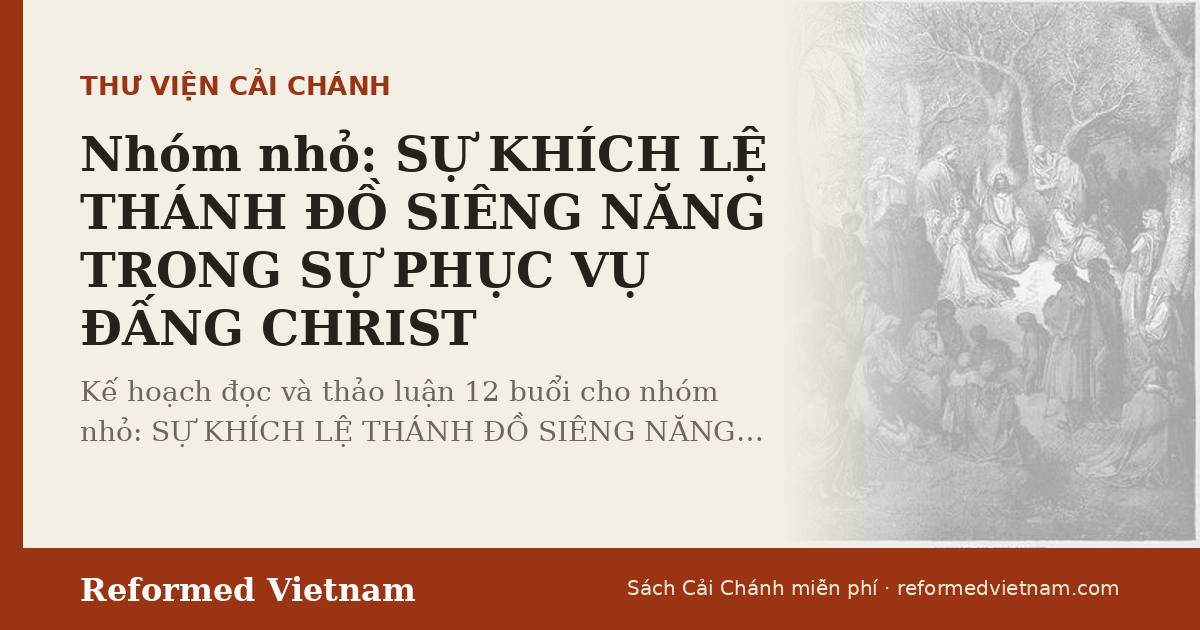 THƯ VIỆN CẢI CHÁNH
Nhóm nhỏ: SỰ KHÍCH LỆ
THÁNH ĐỒ SIÊNG NĂNG
TRONG SỰ PHỤC VỤ
ĐẤNG CHRIST
Kế hoạch đọc và thảo luận 12 buổi cho nhóm
nhỏ: SỰ KHÍCH LỆ THÁNH ĐỒ SIÊNG NĂNG...
Reformed Vietnam
Sách Cải Chánh miễn phí · reformedvietnam.com